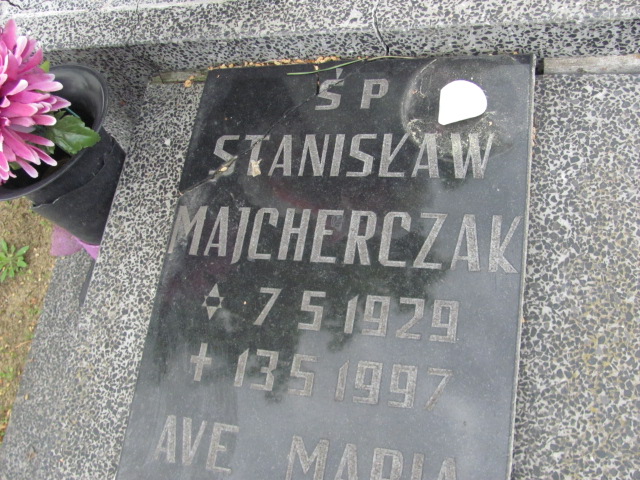 ŚP
STANISŁAW
MAJCHERCZAK
✡ 7 5 1929
+ 13 5 1997
AVE MARIA